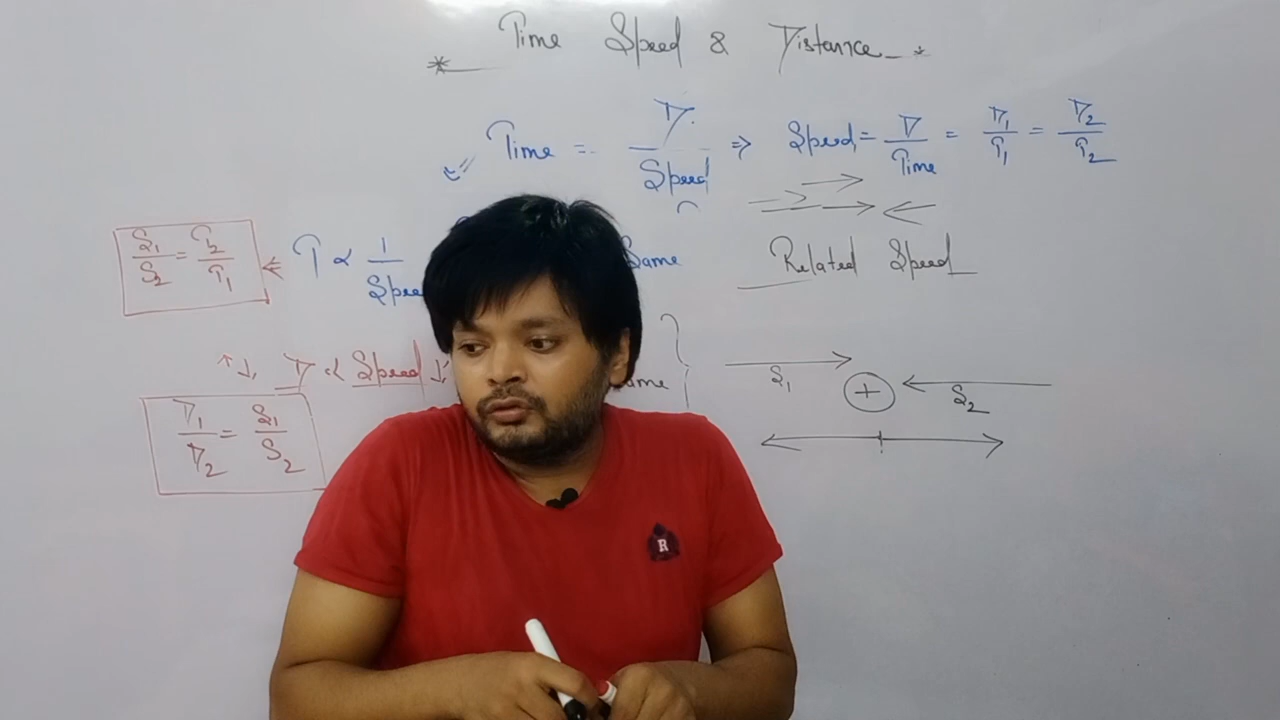 * Time Speed & Distance *
Time = D/Speed ⇒ Speed = D/Time = D1/T1 = D2/T2
S1/S2 = T2/T1 ⇐ T ∝ 1/Speed Same
Related Speed
↑↓ D ∝ Speed ↓ ame
D1/D2 = S1/S2
S1 + S2
R